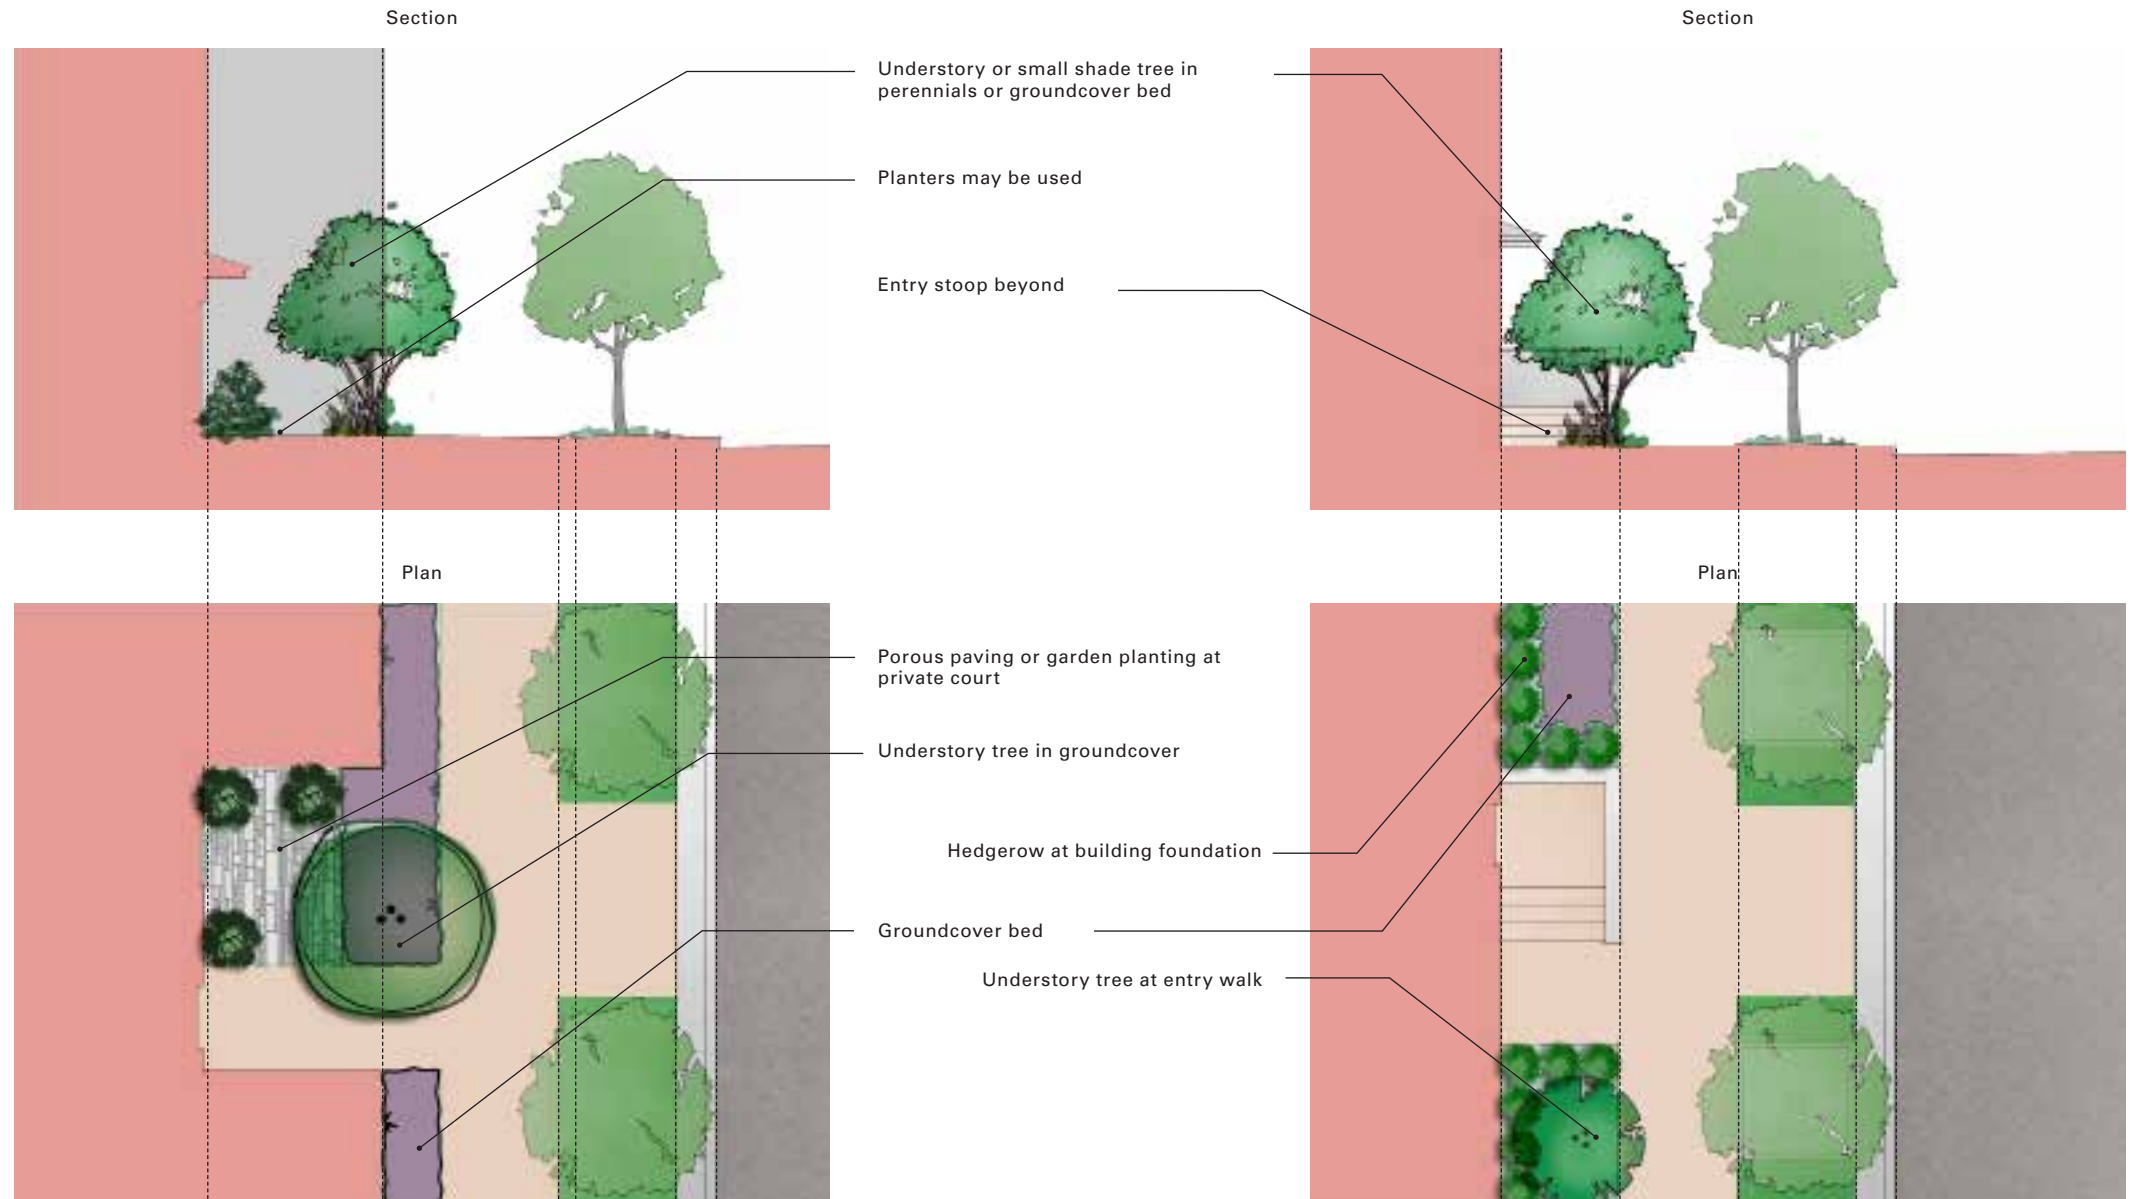 Section
Section
Understory or small shade tree in
perennials or groundcover bed
Planters may be used
Entry stoop beyond
Plan
Plan
Porous paving or garden planting at
private court
Understory tree in groundcover
Hedgerow at building foundation
Groundcover bed
Understory tree at entry walk